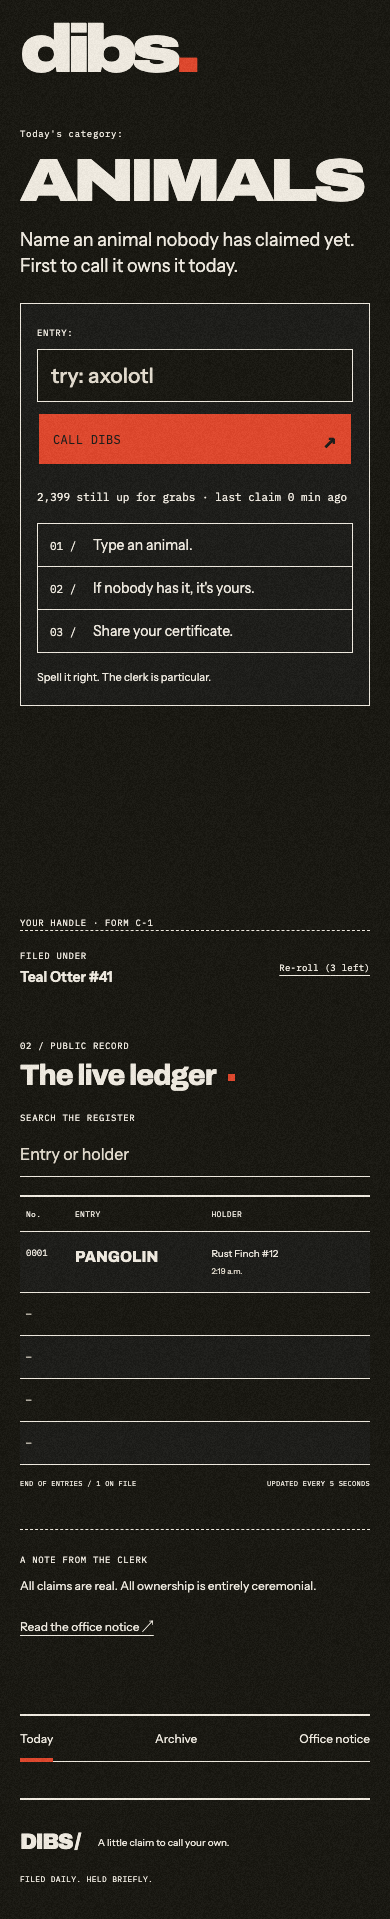 dibs.
Today's category:
ANIMALS
Name an animal nobody has claimed yet.
First to call it owns it today.
ENTRY:
try: axolotl
CALL DIBS ↗
2,399 still up for grabs · last claim 0 min ago
01 / Type an animal.
02 / If nobody has it, it's yours.
03 / Share your certificate.
Spell it right. The clerk is particular.
YOUR HANDLE · FORM C-1
FILED UNDER
Teal Otter #41
Re-roll (3 left)
02 / PUBLIC RECORD
The live ledger
SEARCH THE REGISTER
Entry or holder
No. ENTRY HOLDER
0001 PANGOLIN Rust Finch #12
2:19 a.m.
—
—
—
—
END OF ENTRIES / 1 ON FILE UPDATED EVERY 5 SECONDS
A NOTE FROM THE CLERK
All claims are real. All ownership is entirely ceremonial.
Read the office notice ↗
Today Archive Office notice
DIBS/ A little claim to call your own.
FILED DAILY. HELD BRIEFLY.